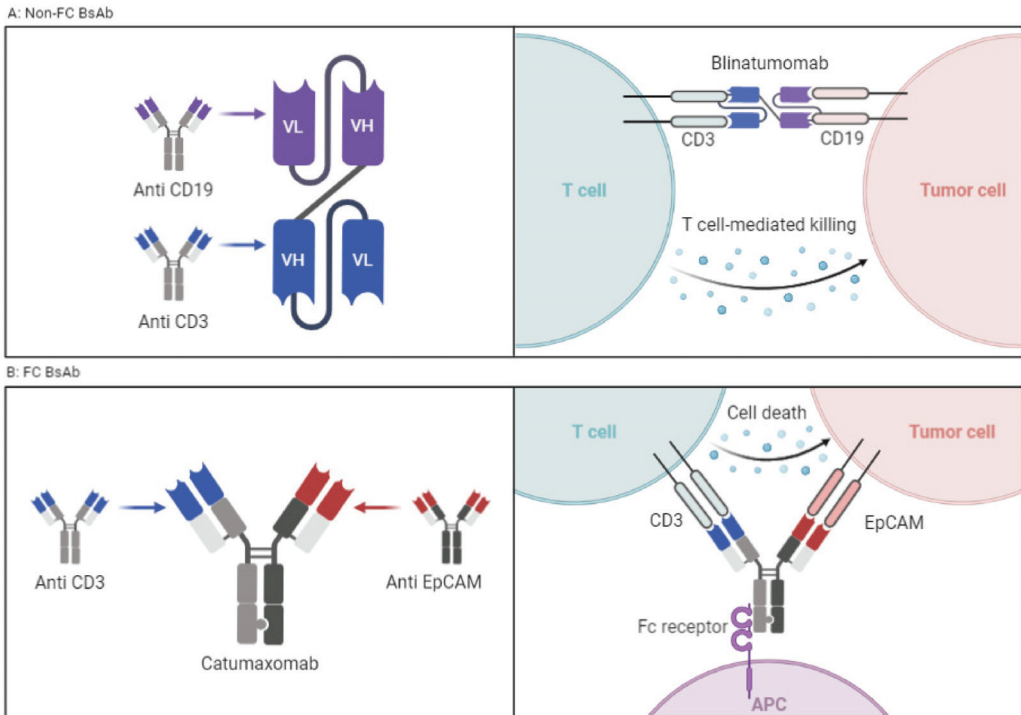 A: Non-FC BsAb
Anti CD19
VL
VH
Anti CD3
VH
VL
Blinatumomab
CD3
CD19
T cell
Tumor cell
T cell-mediated killing
B: FC BsAb
Anti CD3
Anti EpCAM
Catumaxomab
T cell
Cell death
Tumor cell
CD3
EpCAM
Fc receptor
APC